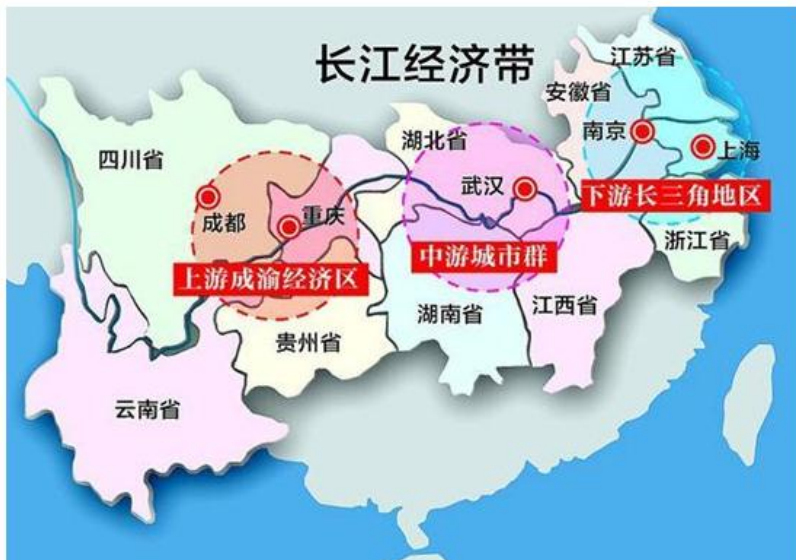 长江经济带
江苏省
安徽省
南京
上海
下游长三角地区
浙江省
湖北省
武汉
中游城市群
湖南省
江西省
四川省
成都
重庆
上游成渝经济区
贵州省
云南省